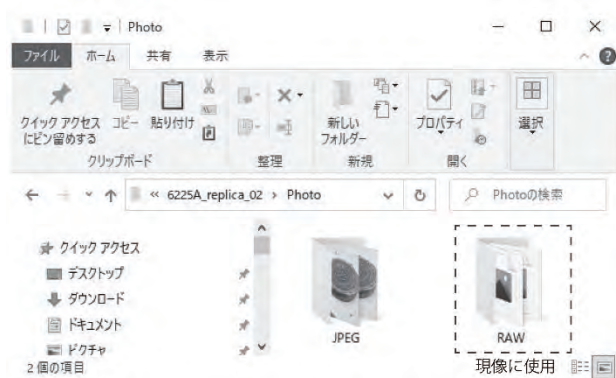 Photo
ファイル ホーム 共有 表示
クイック アクセス
にピン留めする
コピー
貼り付け
新しい
フォルダー
プロパティ
選択
クリップボード 整理 新規 開く
« 6225A_replica_02 › Photo
Photoの検索
クイック アクセス
デスクトップ
ダウンロード
ドキュメント
ピクチャ
JPEG
RAW
2 個の項目
現像に使用